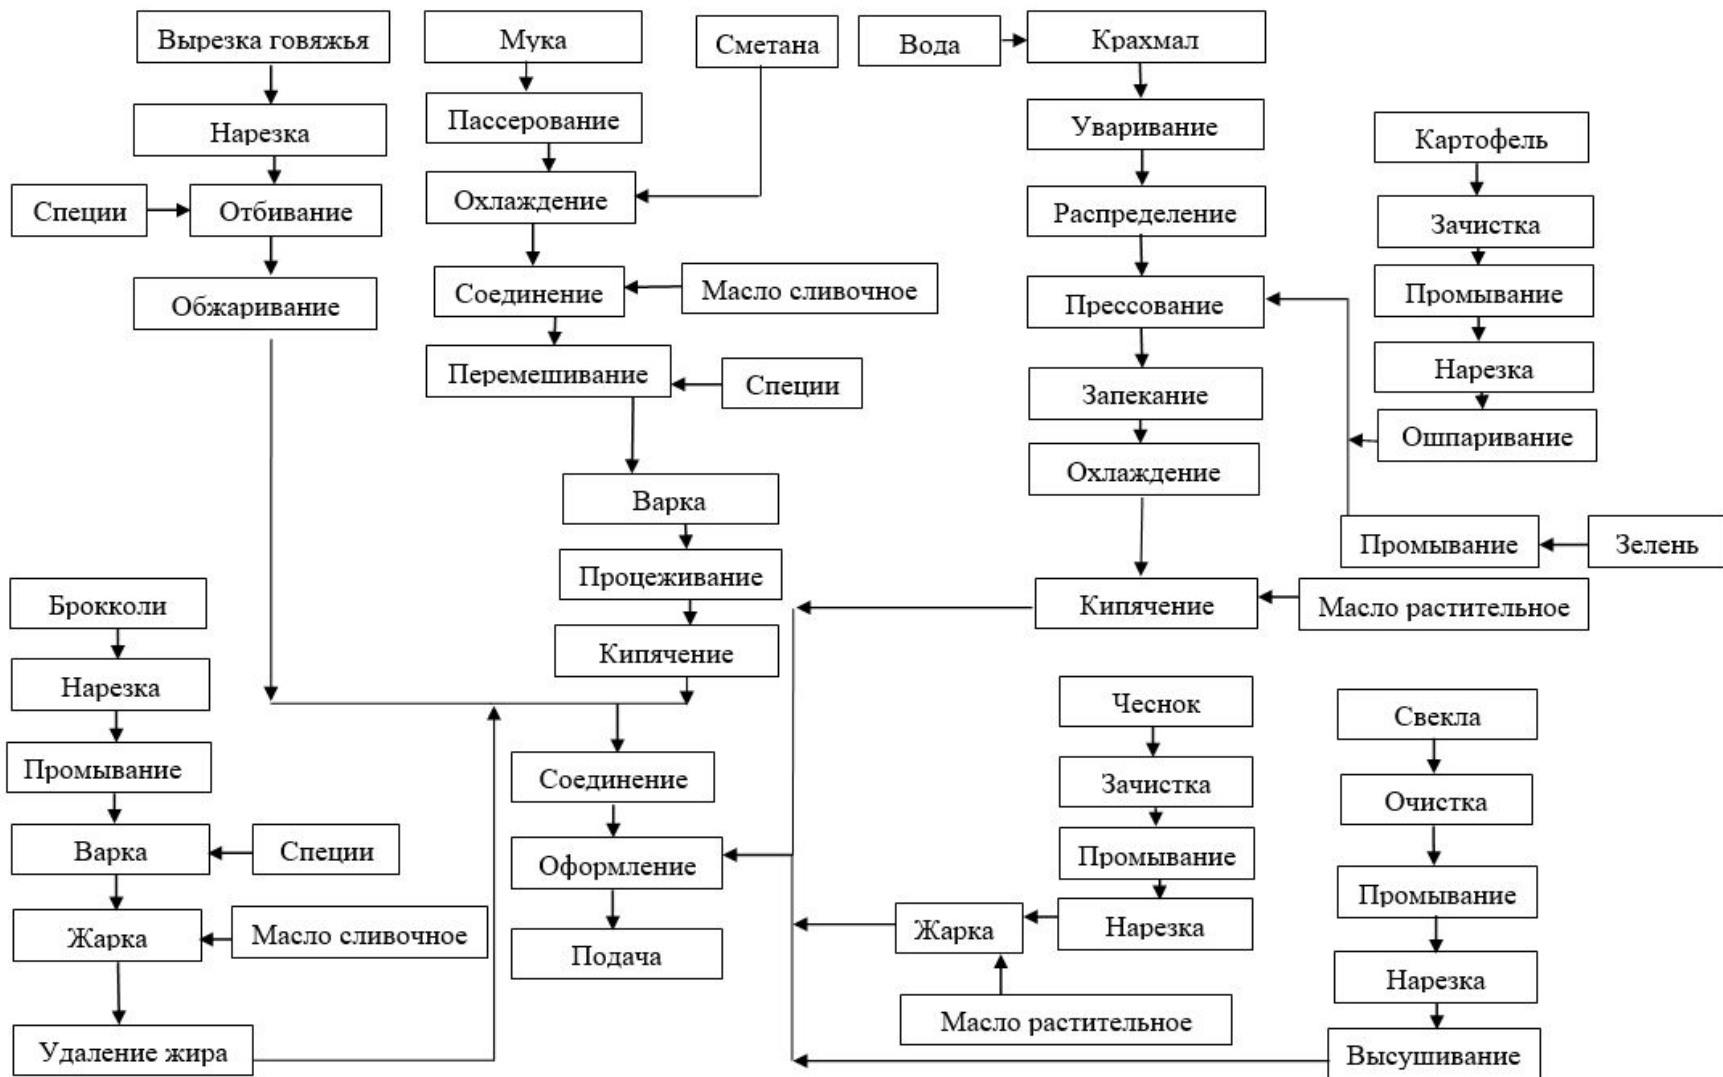 Вырезка говяжья
Мука
Сметана
Вода
Крахмал
Нарезка
Пассерование
Уваривание
Картофель
Специи
Отбивание
Охлаждение
Распределение
Зачистка
Обжаривание
Соединение
Масло сливочное
Прессование
Промывание
Перемешивание
Специи
Запекание
Нарезка
Ошпаривание
Охлаждение
Варка
Промывание
Зелень
Процеживание
Брокколи
Кипячение
Масло растительное
Кипячение
Нарезка
Чеснок
Свекла
Промывание
Соединение
Зачистка
Очистка
Варка
Специи
Оформление
Промывание
Промывание
Жарка
Масло сливочное
Подача
Жарка
Нарезка
Нарезка
Масло растительное
Удаление жира
Высушивание